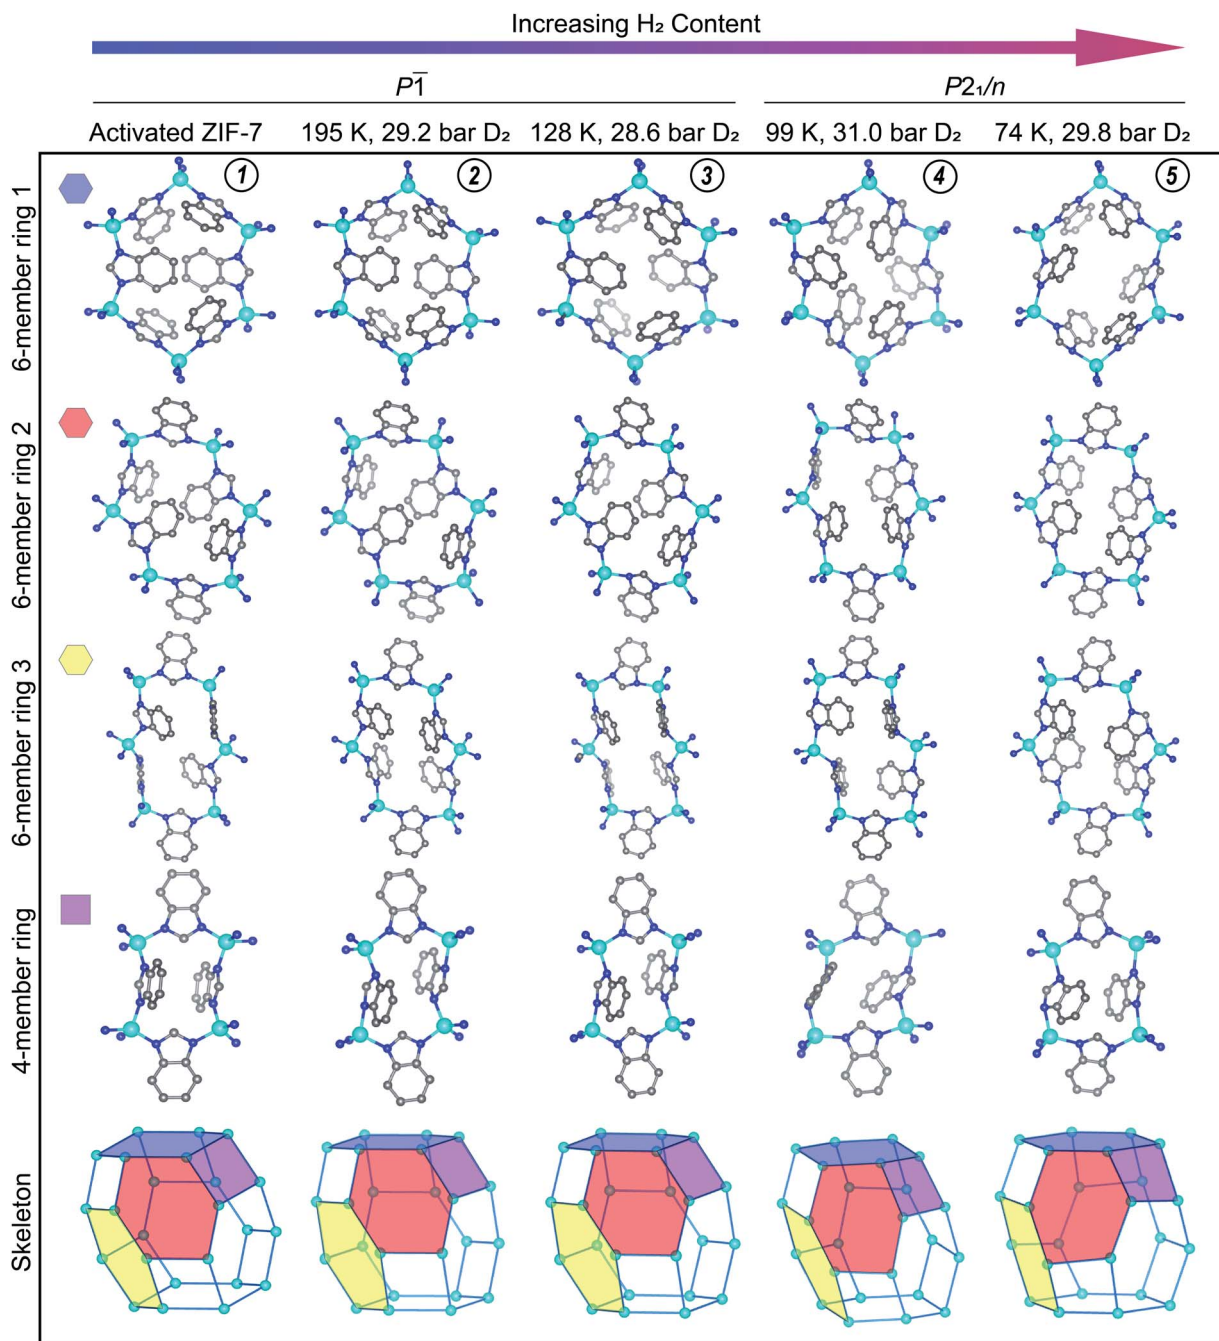 Increasing H₂ Content
P1̅
P2₁/n
Activated ZIF-7
195 K, 29.2 bar D₂
128 K, 28.6 bar D₂
99 K, 31.0 bar D₂
74 K, 29.8 bar D₂
1
2
3
4
5
6-member ring 1
6-member ring 2
6-member ring 3
4-member ring
Skeleton